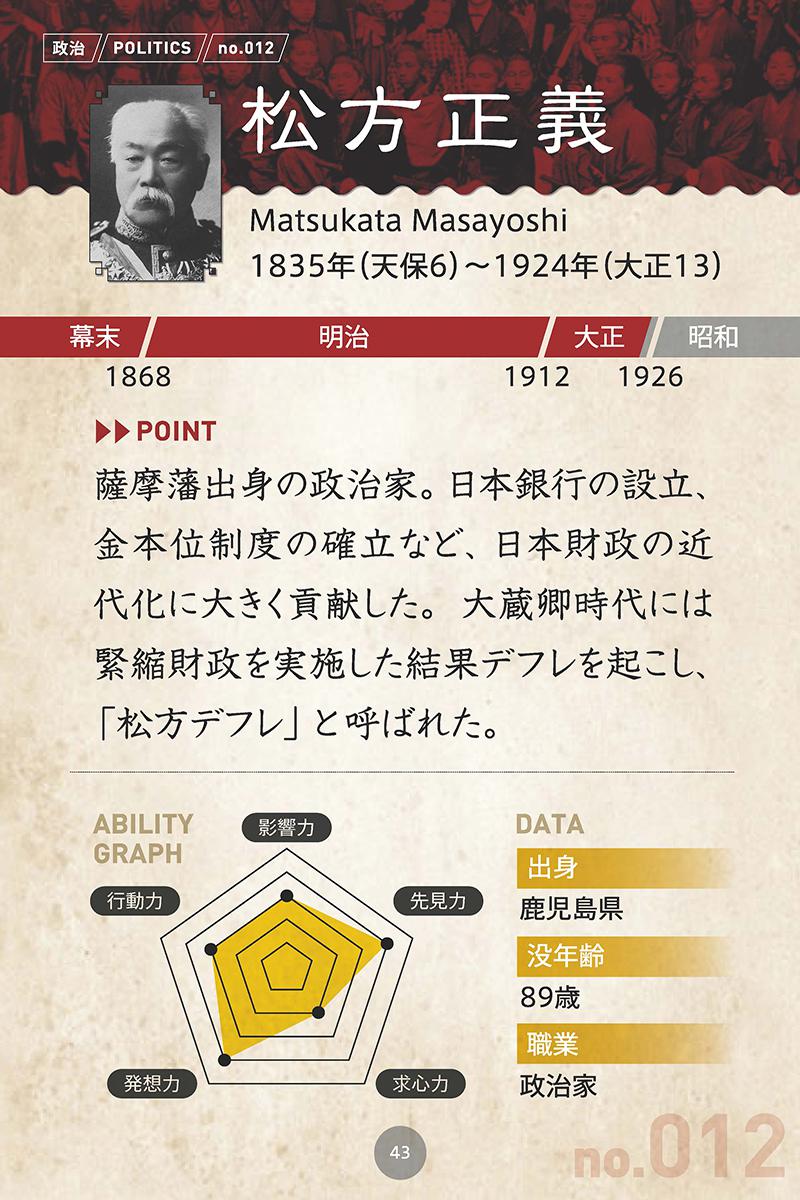 政治 POLITICS no.012
松方正義
Matsukata Masayoshi
1835年(天保6)～1924年(大正13)
幕末 明治 大正 昭和
1868 1912 1926
POINT
薩摩藩出身の政治家。日本銀行の設立、
金本位制度の確立など、日本財政の近
代化に大きく貢献した。大蔵卿時代には
緊縮財政を実施した結果デフレを起こし、
「松方デフレ」と呼ばれた。
ABILITY
GRAPH
影響力
行動力
先見力
発想力
求心力
DATA
出身
鹿児島県
没年齢
89歳
職業
政治家
43
no.012